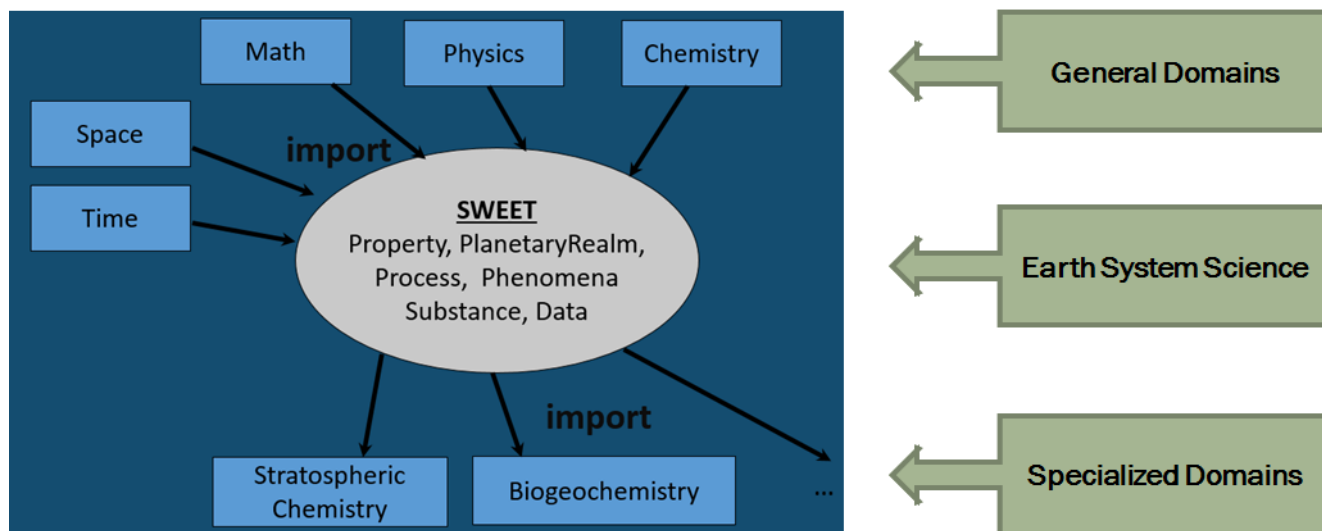 Math
Physics
Chemistry
General Domains
Space
import
Time
SWEET
Property, PlanetaryRealm,
Process, Phenomena
Substance, Data
Earth System Science
import
Stratospheric
Chemistry
Biogeochemistry
...
Specialized Domains